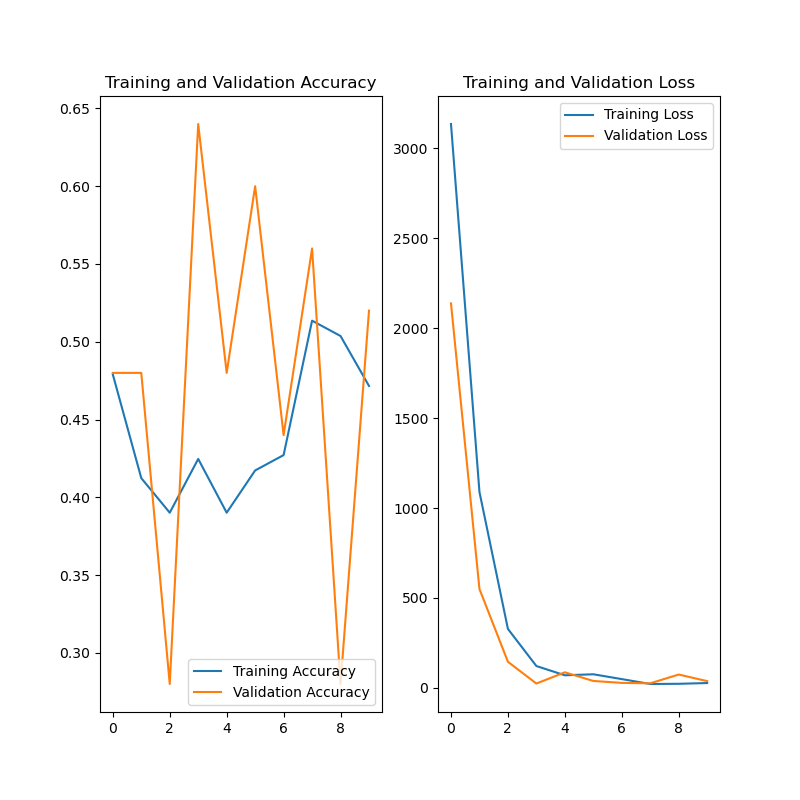 Training and Validation Accuracy
0.65
0.60
0.55
0.50
0.45
0.40
0.35
0.30
0 2 4 6 8
Training Accuracy
Validation Accuracy
Training and Validation Loss
3000
2500
2000
1500
1000
500
0
0 2 4 6 8
Training Loss
Validation Loss